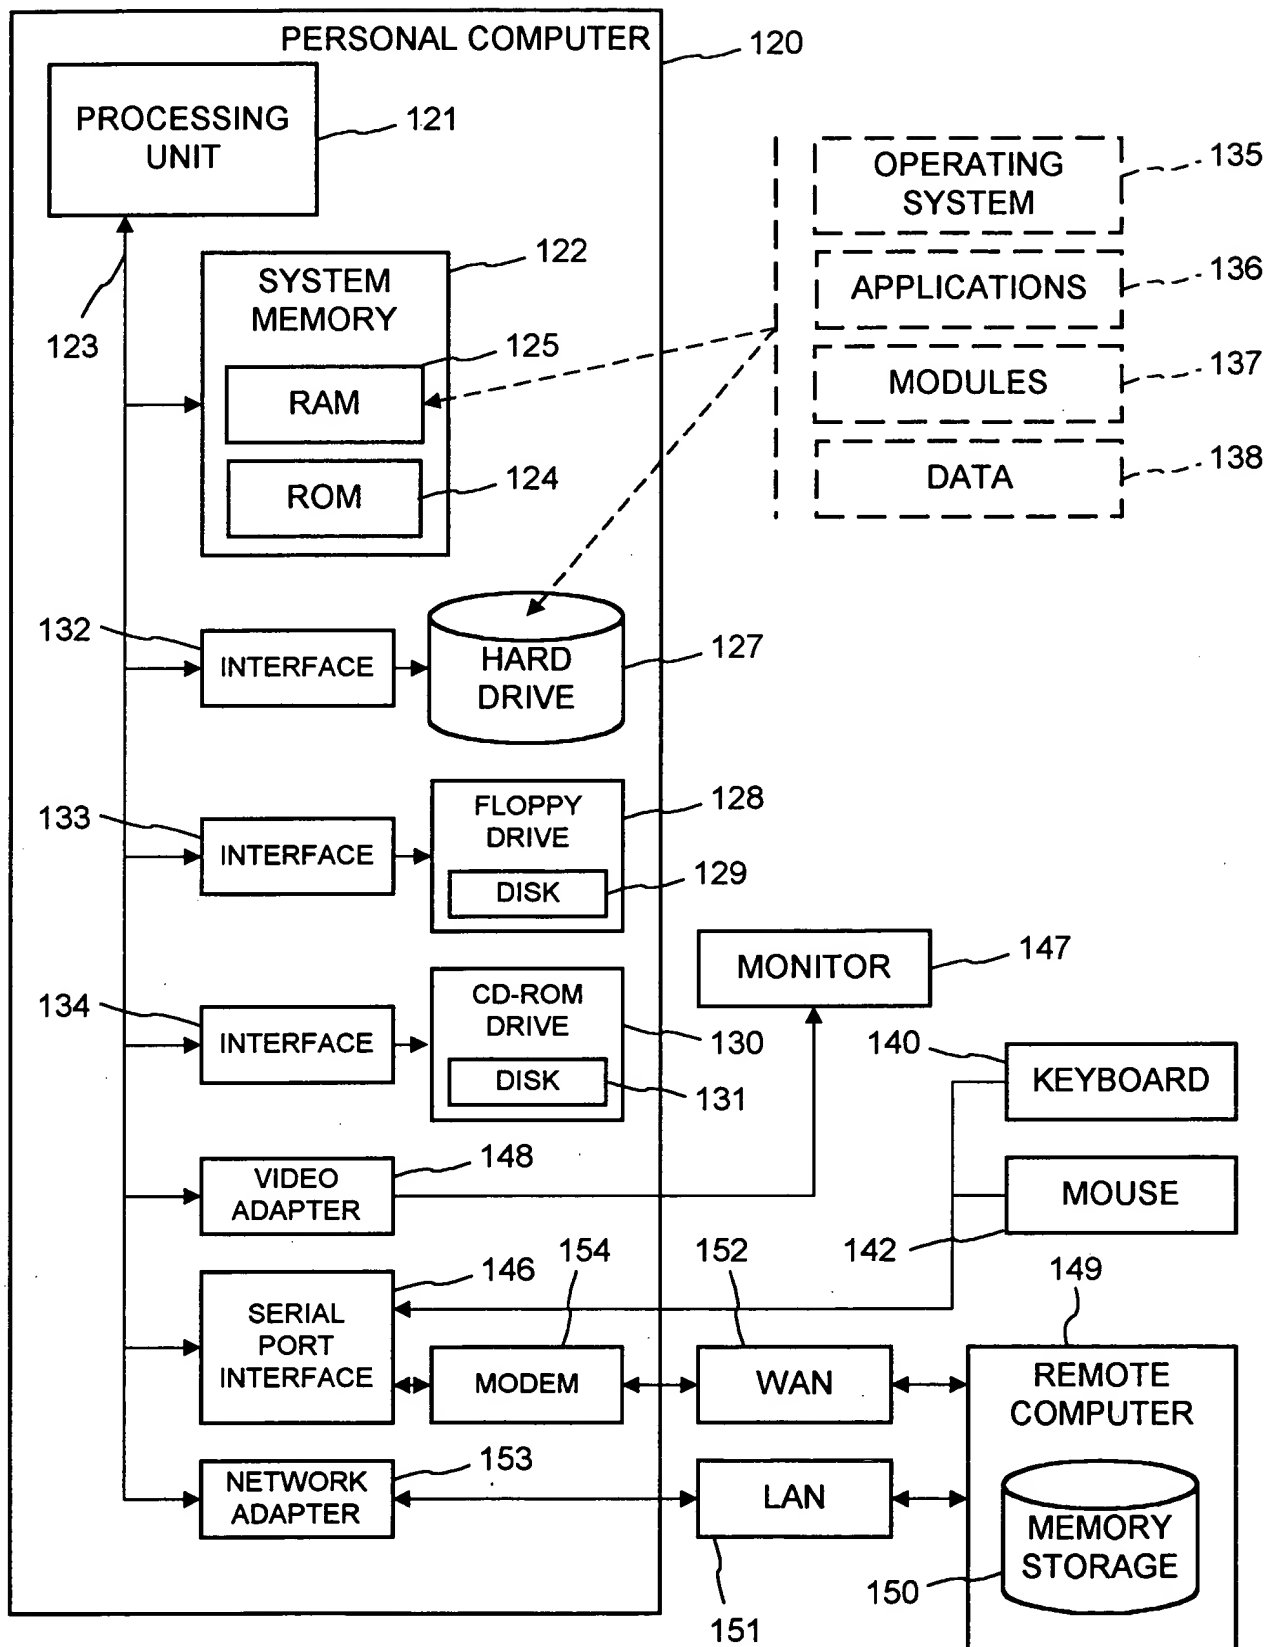 PERSONAL COMPUTER
120
PROCESSING
UNIT
121
135
OPERATING
SYSTEM
122
SYSTEM
MEMORY
136
APPLICATIONS
123
125
RAM
137
MODULES
124
ROM
138
DATA
132
INTERFACE
HARD
DRIVE
127
133
INTERFACE
FLOPPY
DRIVE
128
DISK
129
MONITOR
147
134
INTERFACE
CD-ROM
DRIVE
130
DISK
131
140
KEYBOARD
148
VIDEO
ADAPTER
MOUSE
142
146
154
152
149
SERIAL
PORT
INTERFACE
MODEM
WAN
REMOTE
COMPUTER
153
NETWORK
ADAPTER
LAN
151
MEMORY
STORAGE
150